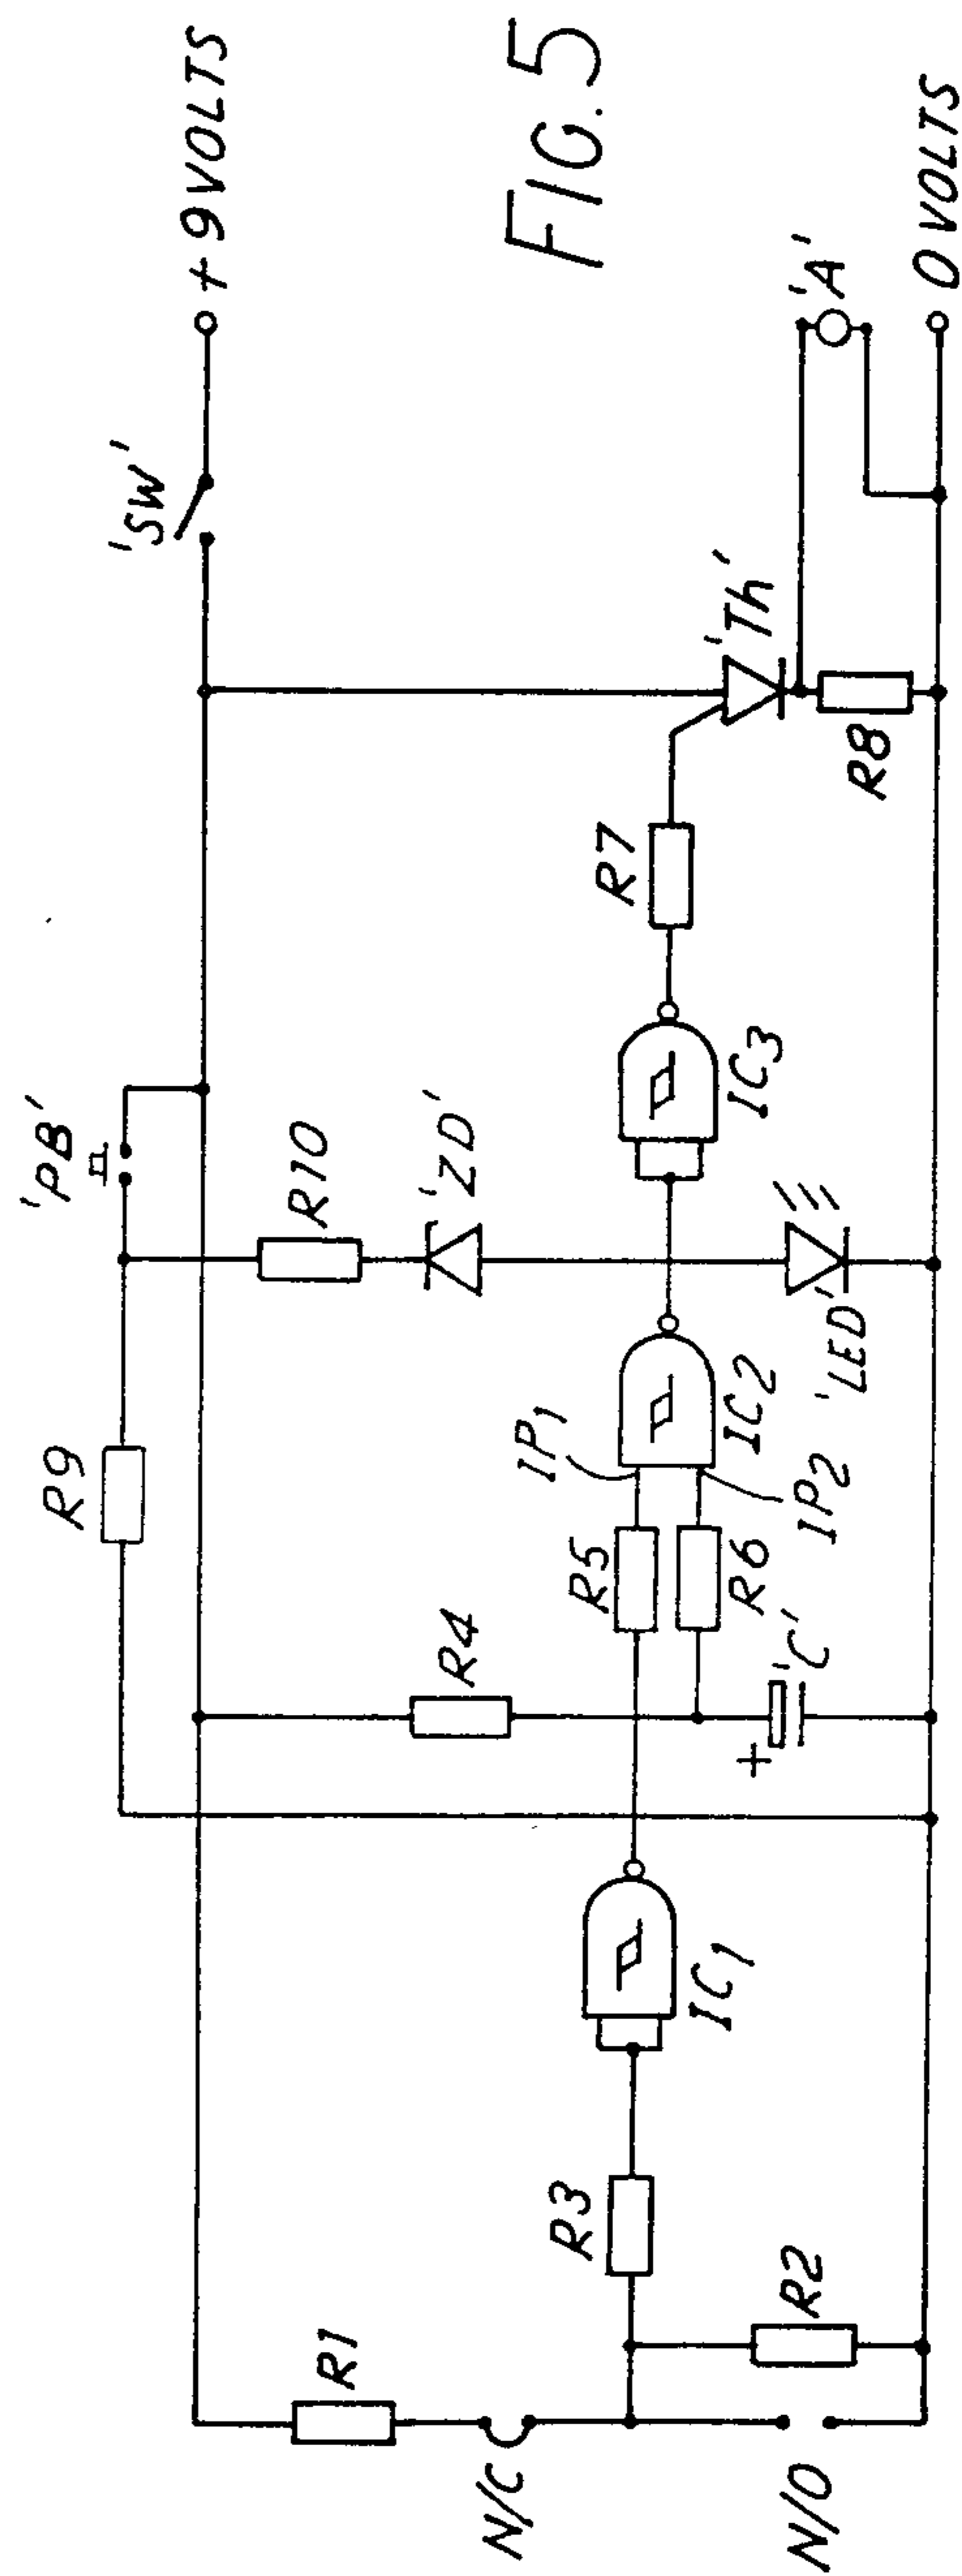 'PB'
'SW'
+9 VOLTS
R9
R10
R4
R1
'ZD'
FIG. 5
N/C
R3
IC1
R5
IP1
R6
IP2
IC2
IC3
R7
'Th'
'A'
+
'C'
'LED'
R8
N/O
R2
0 VOLTS